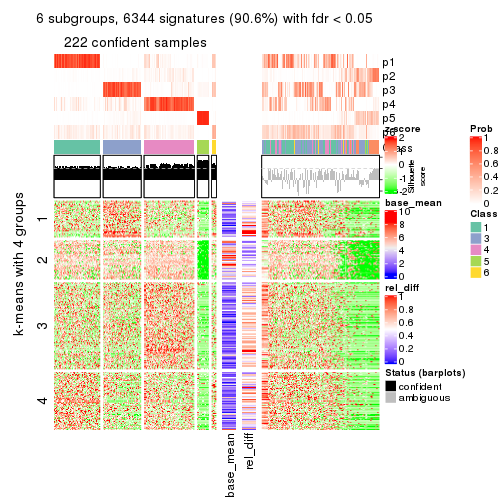 6 subgroups, 6344 signatures (90.6%) with fdr < 0.05
222 confident samples
p1
p2
p3
p4
p5
p6
Class
Silhouette
score
z-score
2
1
0
-1
-2
Prob
1
0.8
0.6
0.4
0.2
0
base_mean
10
8
6
4
2
0
Class
1
3
4
5
6
rel_diff
1
0.8
0.6
0.4
0.2
0
Status (barplots)
confident
ambiguous
k-means with 4 groups
1
2
3
4
base_mean
rel_diff